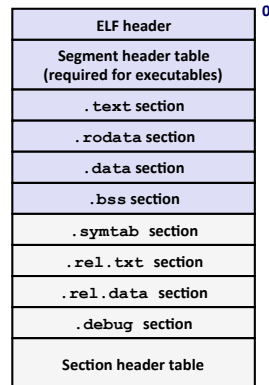 0
ELF header
Segment header table
(required for executables)
.text section
.rodata section
.data section
.bss section
.symtab section
.rel.txt section
.rel.data section
.debug section
Section header table